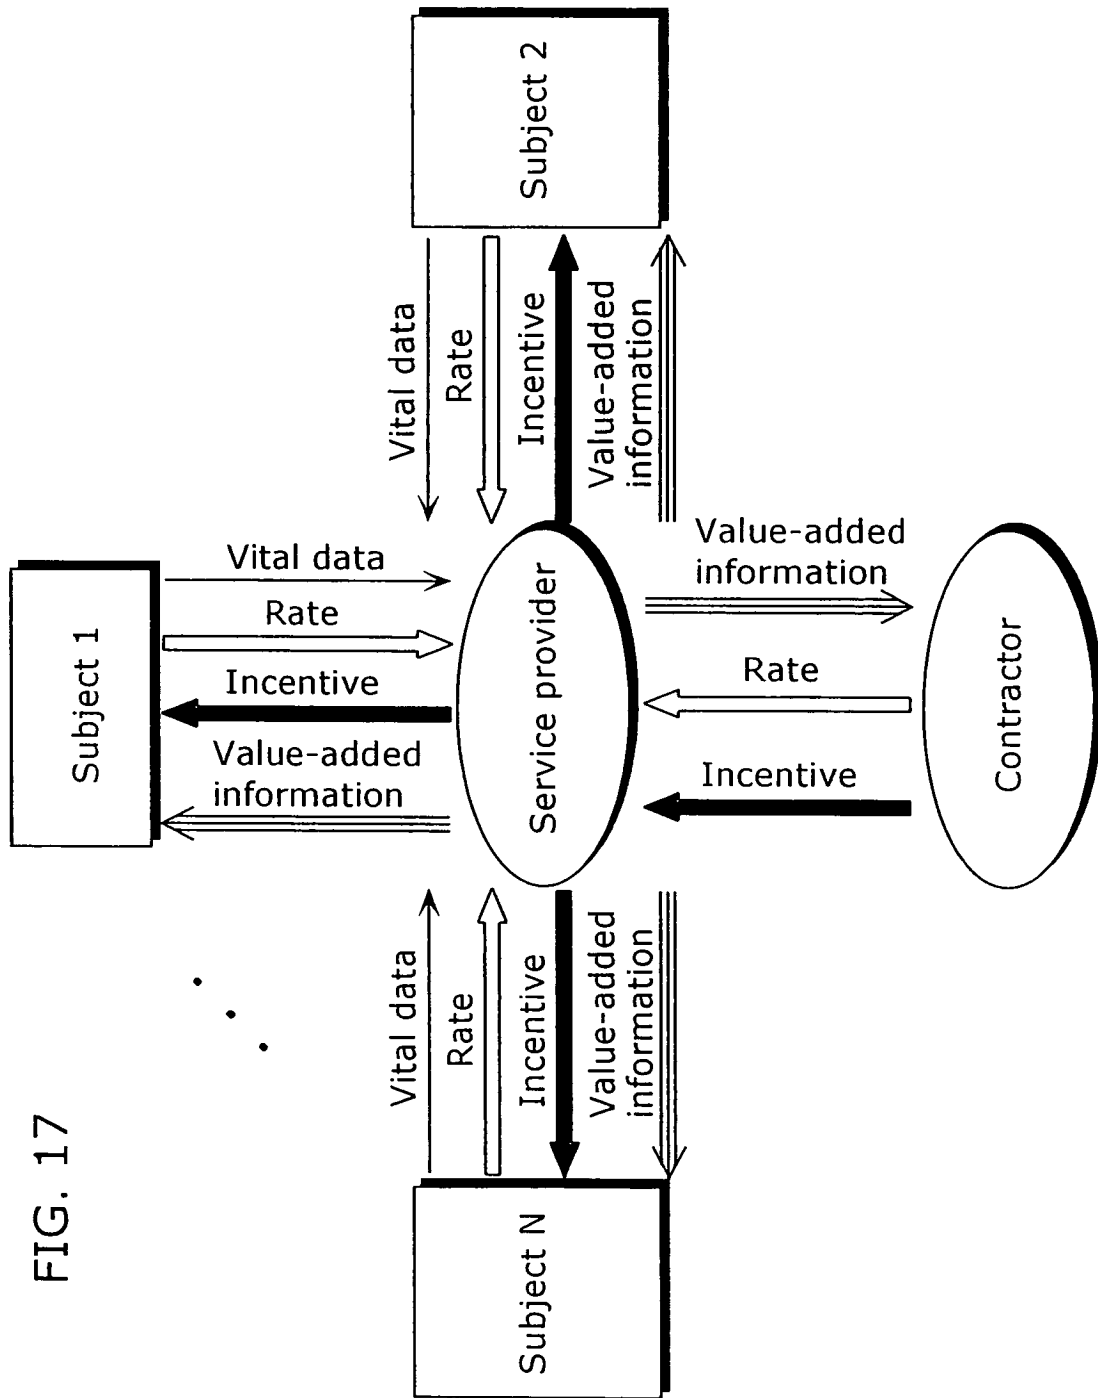 FIG. 17
Subject 1
Vital data
Rate
Incentive
Value-added
information
Subject 2
Vital data
Rate
Incentive
Value-added
information
Service provider
Subject N
Vital data
Rate
Incentive
Value-added
information
Value-added
information
Rate
Incentive
Contractor